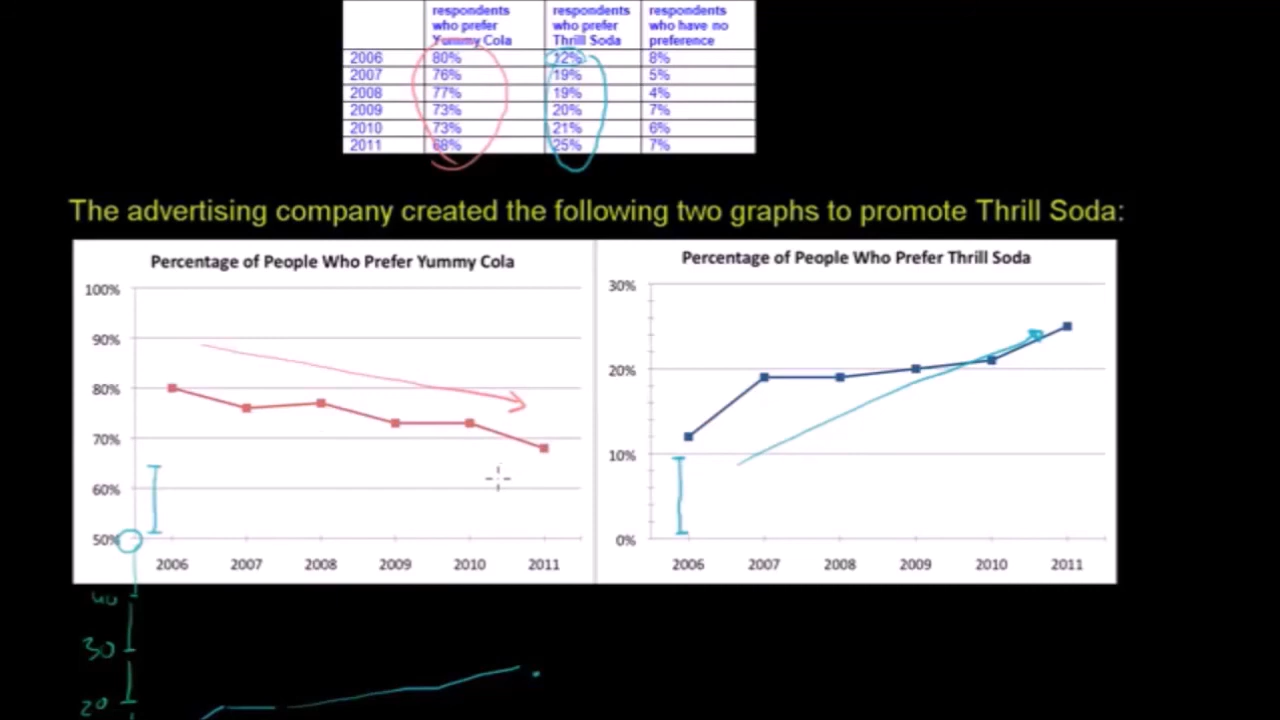 respondents respondents respondents
who prefer who prefer who have no
Yummy Cola Thrill Soda preference
2006 80% 12% 8%
2007 76% 19% 5%
2008 77% 19% 4%
2009 73% 20% 7%
2010 73% 21% 6%
2011 68% 25% 7%
The advertising company created the following two graphs to promote Thrill Soda:
Percentage of People Who Prefer Yummy Cola
100%
90%
80%
70%
60%
50%
2006 2007 2008 2009 2010 2011
Percentage of People Who Prefer Thrill Soda
30%
20%
10%
0%
2006 2007 2008 2009 2010 2011
40
30
20